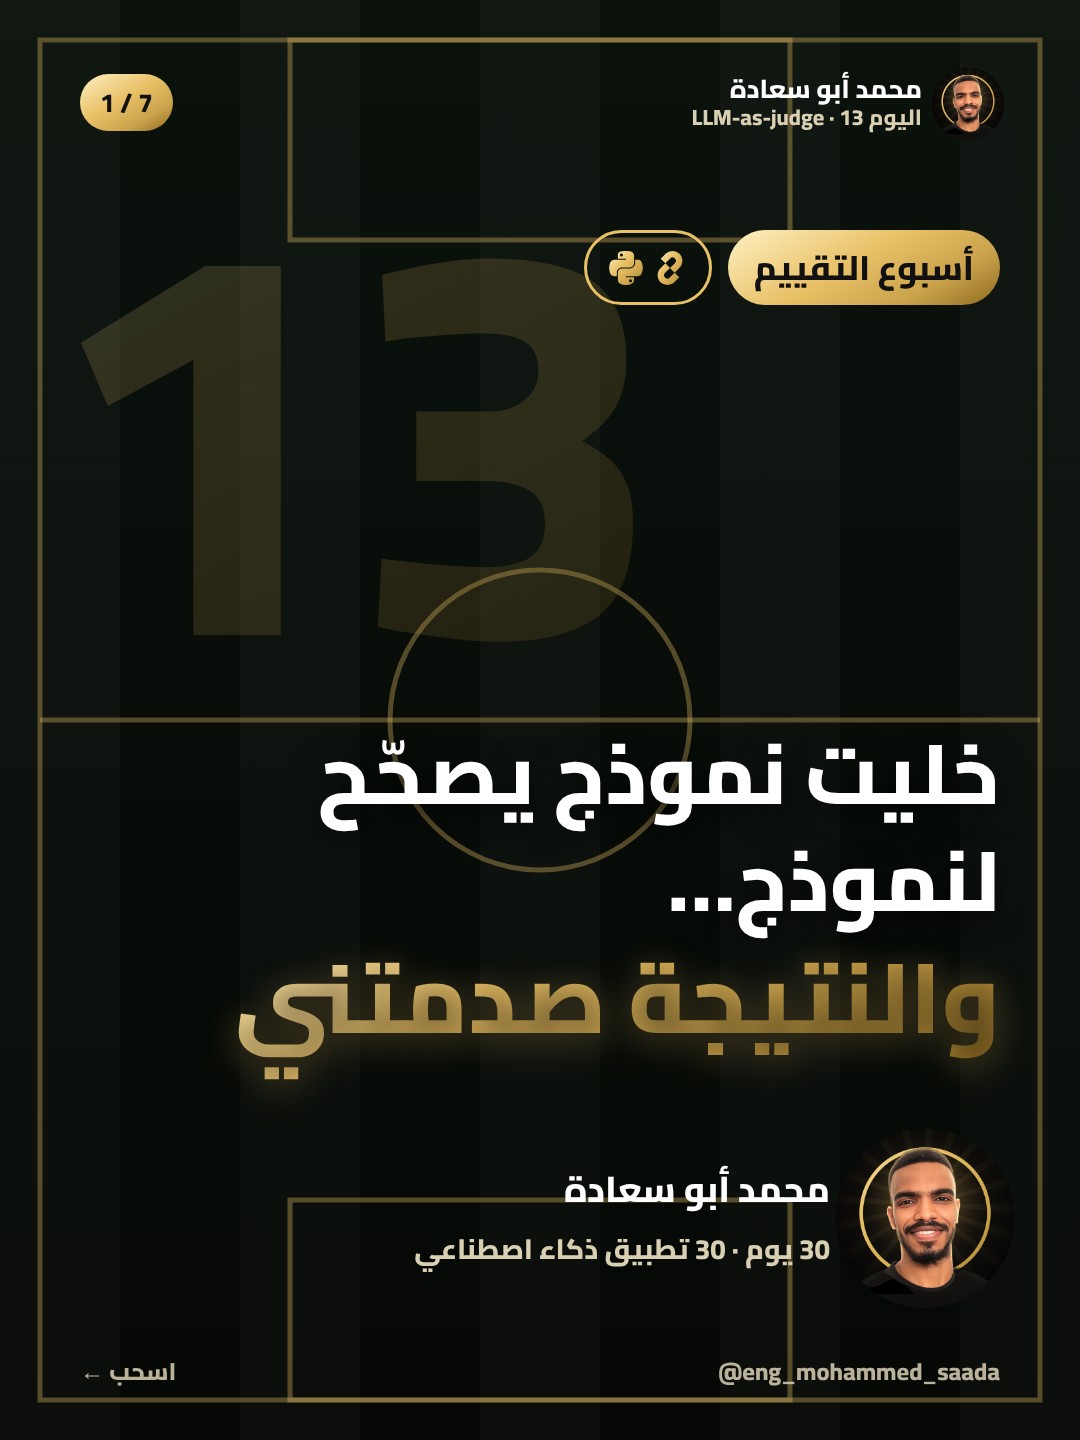 محمد أبو سعادة
اليوم 13 · LLM-as-judge
1 / 7
أسبوع التقييم
13
خليت نموذج يصحّح
لنموذج...
والنتيجة صدمتني
محمد أبو سعادة
30 يوم · 30 تطبيق ذكاء اصطناعي
@eng_mohammed_saada
اسحب ←